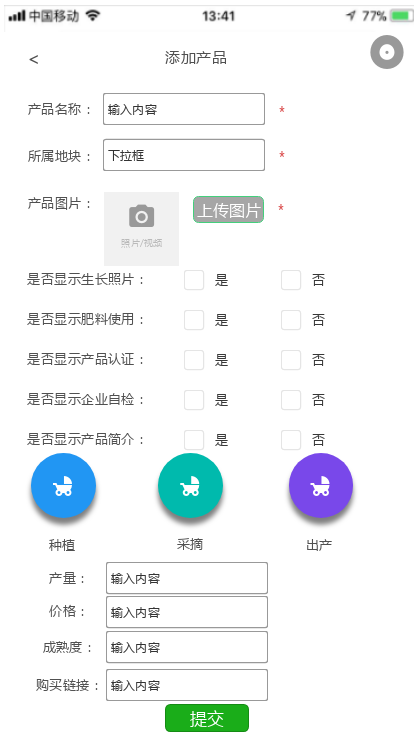 中国移动 13:41 77%
< 添加产品
产品名称： 输入内容 *
所属地块： 下拉框 *
产品图片： 上传图片 *
照片/视频
是否显示生长照片： 是 否
是否显示肥料使用： 是 否
是否显示产品认证： 是 否
是否显示企业自检： 是 否
是否显示产品简介： 是 否
种植 采摘 出产
产量： 输入内容
价格： 输入内容
成熟度： 输入内容
购买链接： 输入内容
提交